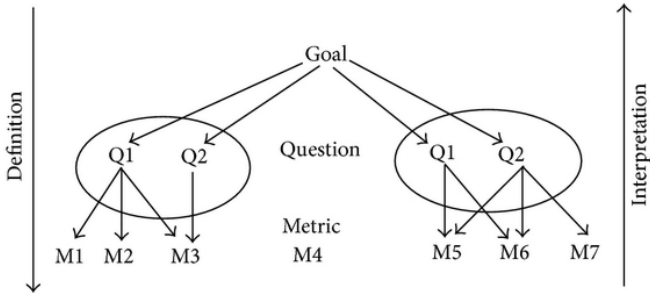 Goal
Definition
Interpretation
Q1 Q2 Question Q1 Q2
Metric
M1 M2 M3 M4 M5 M6 M7